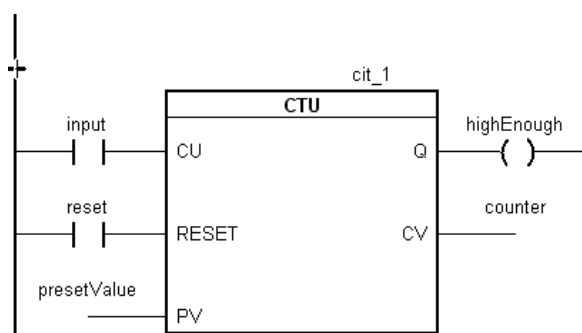 cit_1
CTU
input
highEnough
CU
Q
reset
counter
RESET
CV
presetValue
PV